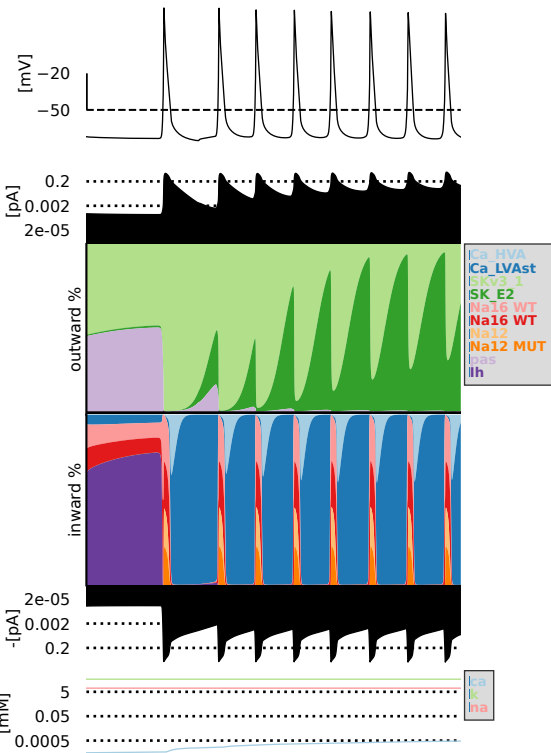 [mV]
−20
−50
[pA]
0.2
0.002
2e-05
outward %
Ca_HVA
Ca_LVAst
SKv3_1
SK_E2
Na16 WT
Na16 WT
Na12
Na12 MUT
pas
Ih
inward %
-[pA]
2e-05
0.002
0.2
[mM]
5
0.05
0.0005
ca
k
na